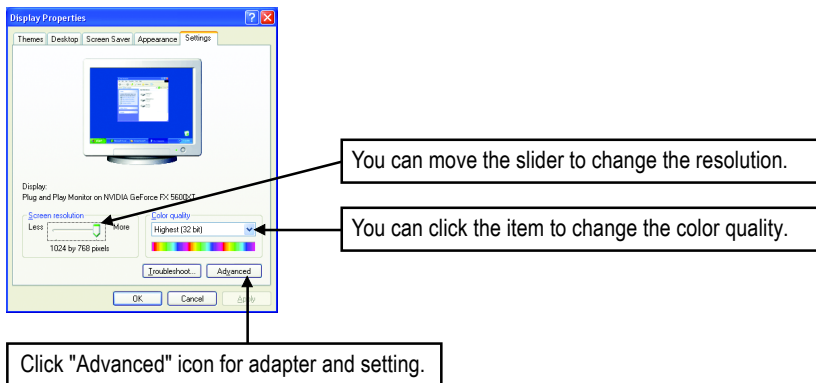 Display Properties
Themes Desktop Screen Saver Appearance Settings
Display:
Plug and Play Monitor on NVIDIA GeForce FX 5600XT
Screen resolution
Less More
1024 by 768 pixels
Color quality
Highest (32 bit)
Troubleshoot... Advanced
OK Cancel Apply
You can move the slider to change the resolution.
You can click the item to change the color quality.
Click "Advanced" icon for adapter and setting.